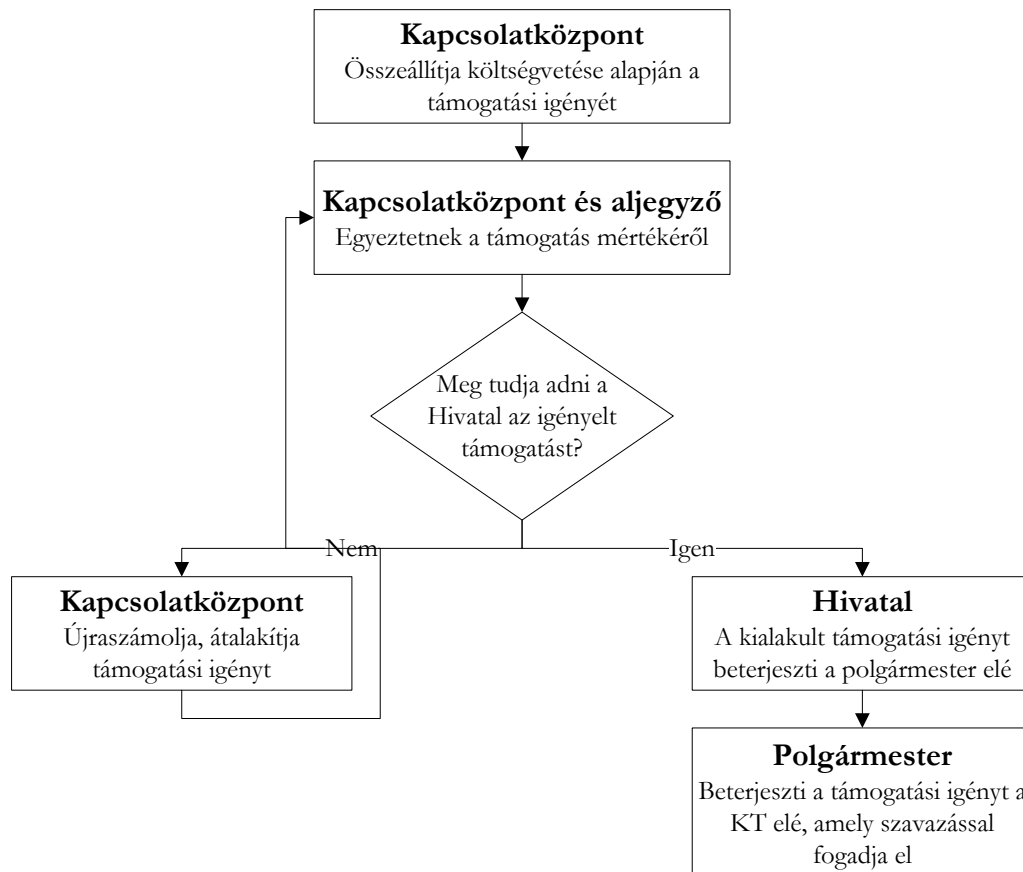 Kapcsolatközpont
Összeállítja költségvetése alapján a
támogatási igényét
Kapcsolatközpont és aljegyző
Egyeztetnek a támogatás mértékéről
Meg tudja adni a
Hivatal az igényelt
támogatást?
Nem
Igen
Kapcsolatközpont
Újraszámolja, átalakítja
támogatási igényt
Hivatal
A kialakult támogatási igényt
beterjeszti a polgármester elé
Polgármester
Beterjeszti a támogatási igényt a
KT elé, amely szavazással
fogadja el